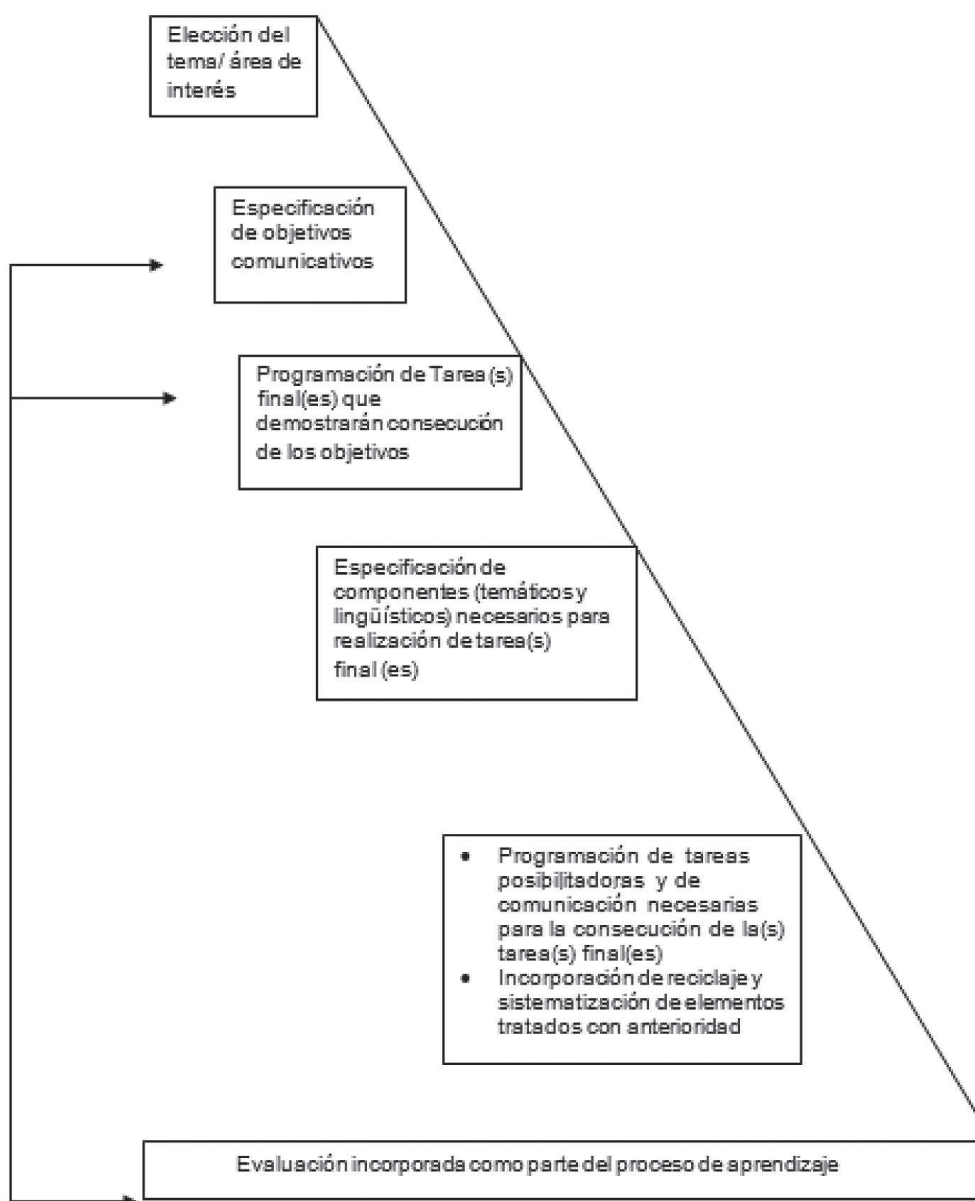 Elección del
tema/ área de
interés
Especificación
de objetivos
comunicativos
Programación de Tarea(s)
final(es) que
demostrarán consecución
de los objetivos
Especificación de
componentes (temáticos y
lingüísticos) necesarios para
realización de tarea(s)
final (es)
• Programación de tareas
posibilitadoras y de
comunicación necesarias
para la consecución de la(s)
tarea(s) final(es)
• Incorporación de reciclaje y
sistematización de elementos
tratados con anterioridad
Evaluación incorporada como parte del proceso de aprendizaje